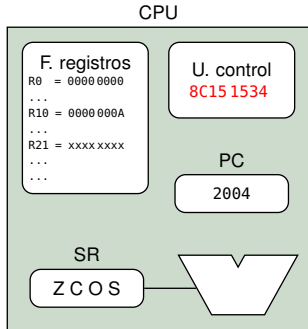 CPU
F. registros
R0 = 0000 0000
...
R10 = 0000 000A
...
R21 = xxxx xxxx
...
...
U. control
8C15 1534
PC
2004
SR
Z C O S